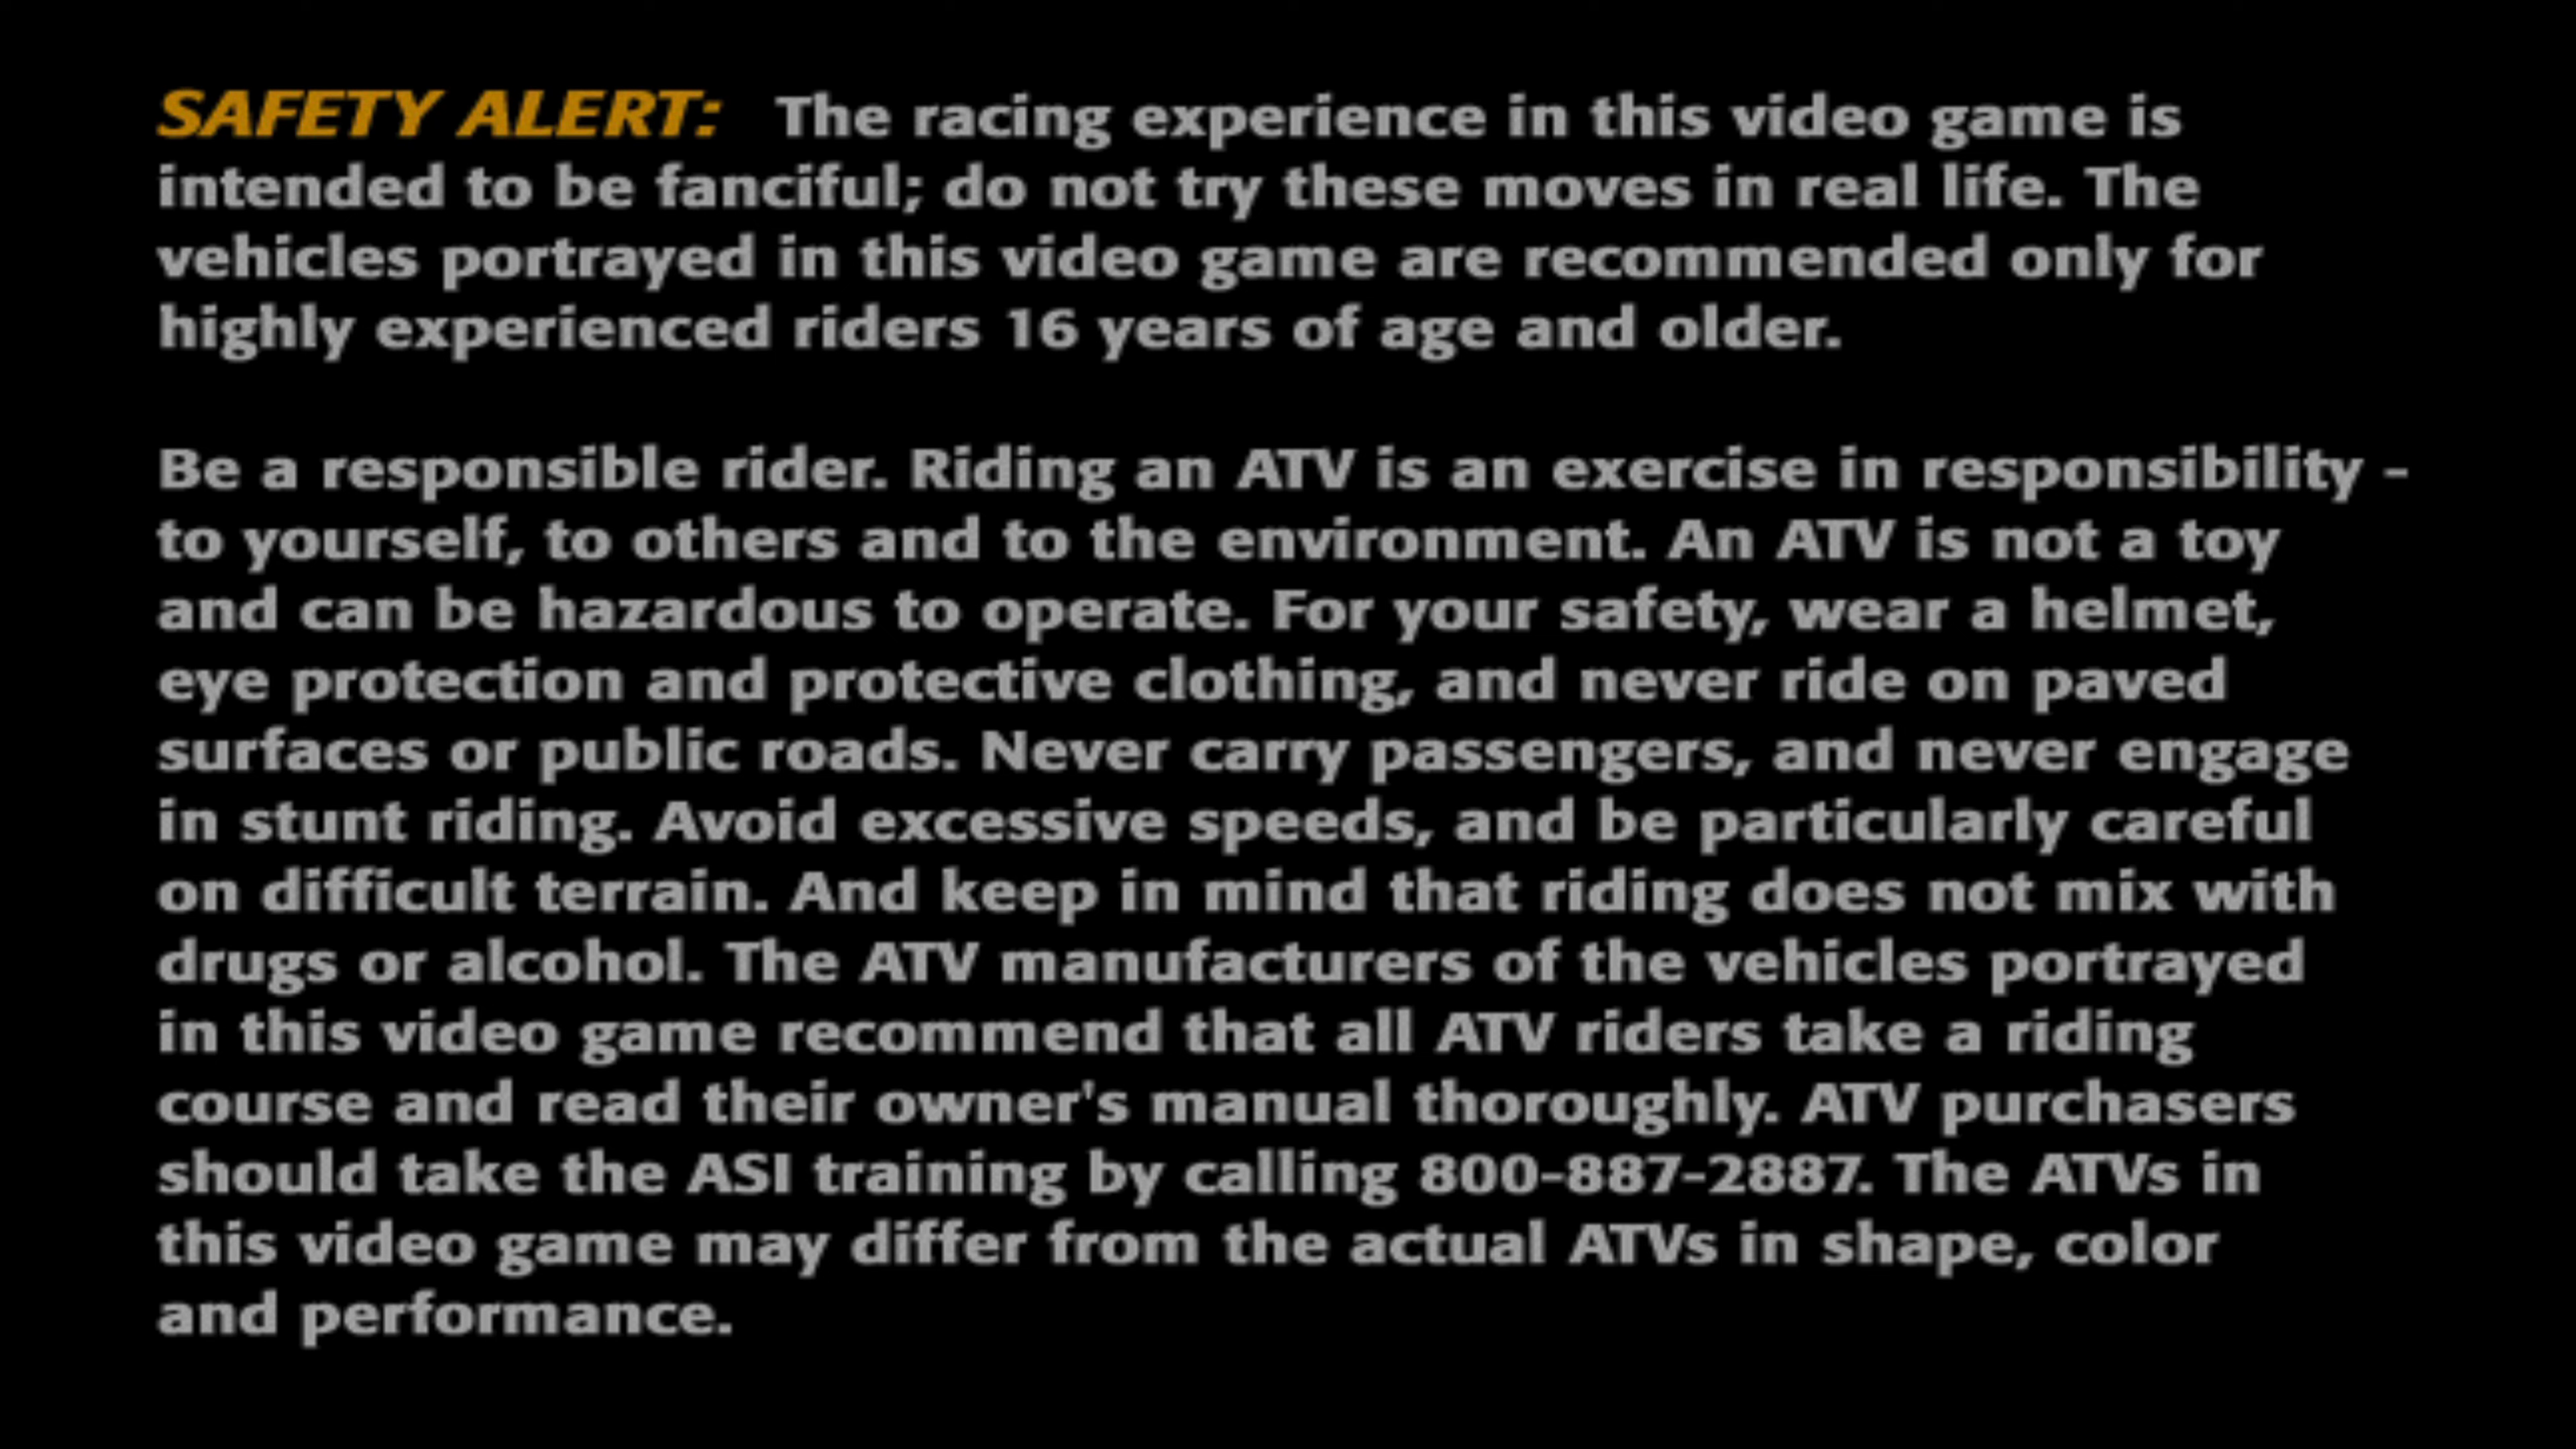 SAFETY ALERT: The racing experience in this video game is
intended to be fanciful; do not try these moves in real life. The
vehicles portrayed in this video game are recommended only for
highly experienced riders 16 years of age and older.
Be a responsible rider. Riding an ATV is an exercise in responsibility -
to yourself, to others and to the environment. An ATV is not a toy
and can be hazardous to operate. For your safety, wear a helmet,
eye protection and protective clothing, and never ride on paved
surfaces or public roads. Never carry passengers, and never engage
in stunt riding. Avoid excessive speeds, and be particularly careful
on difficult terrain. And keep in mind that riding does not mix with
drugs or alcohol. The ATV manufacturers of the vehicles portrayed
in this video game recommend that all ATV riders take a riding
course and read their owner's manual thoroughly. ATV purchasers
should take the ASI training by calling 800-887-2887. The ATVs in
this video game may differ from the actual ATVs in shape, color
and performance.